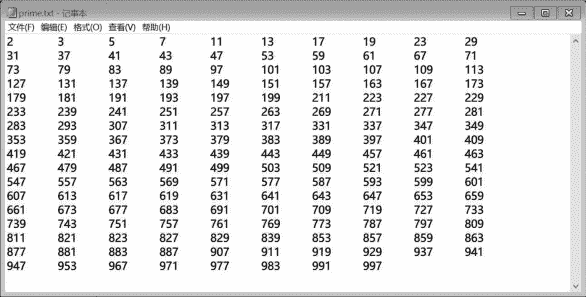 prime.txt - 记事本
文件(F) 编辑(E) 格式(O) 查看(V) 帮助(H)
2 3 5 7 11 13 17 19 23 29
31 37 41 43 47 53 59 61 67 71
73 79 83 89 97 101 103 107 109 113
127 131 137 139 149 151 157 163 167 173
179 181 191 193 197 199 211 223 227 229
233 239 241 251 257 263 269 271 277 281
283 293 307 311 313 317 331 337 347 349
353 359 367 373 379 383 389 397 401 409
419 421 431 433 439 443 449 457 461 463
467 479 487 491 499 503 509 521 523 541
547 557 563 569 571 577 587 593 599 601
607 613 617 619 631 641 643 647 653 659
661 673 677 683 691 701 709 719 727 733
739 743 751 757 761 769 773 787 797 809
811 821 823 827 829 839 853 857 859 863
877 881 883 887 907 911 919 929 937 941
947 953 967 971 977 983 991 997